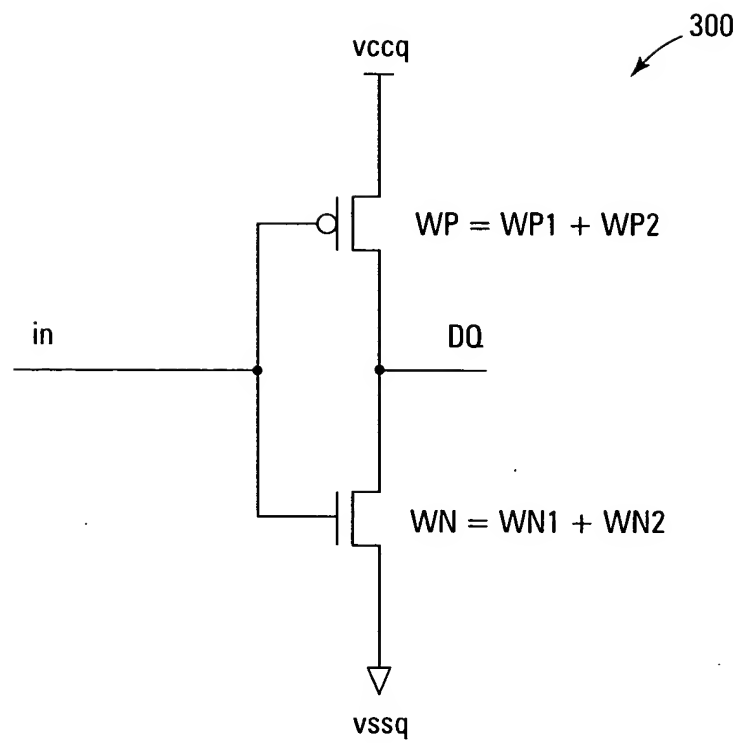 300
vccq
WP = WP1 + WP2
in
DQ
WN = WN1 + WN2
vssq